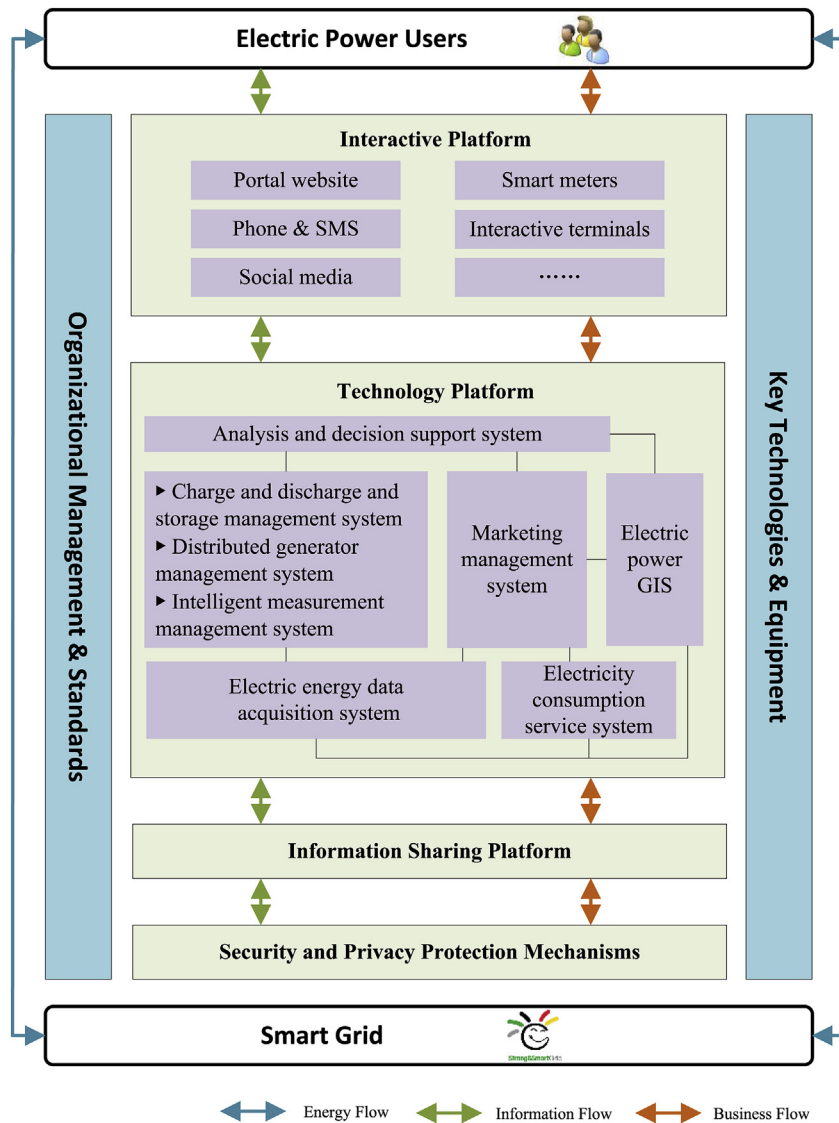 Electric Power Users
Interactive Platform
Portal website
Smart meters
Phone & SMS
Interactive terminals
Social media
……
Organizational Management & Standards
Key Technologies & Equipment
Technology Platform
Analysis and decision support system
▶ Charge and discharge and
storage management system
▶ Distributed generator
management system
▶ Intelligent measurement
management system
Marketing
management
system
Electric
power
GIS
Electric energy data
acquisition system
Electricity
consumption
service system
Information Sharing Platform
Security and Privacy Protection Mechanisms
Smart Grid
Strong&SmartGrids
Energy Flow
Information Flow
Business Flow